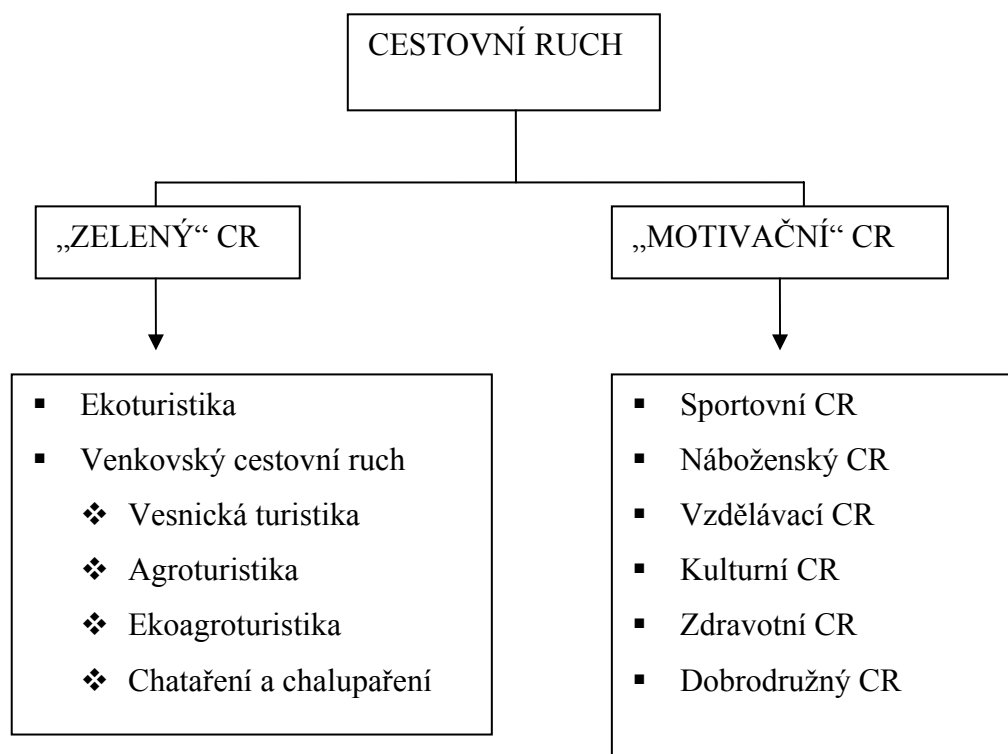 CESTOVNÍ RUCH
„ZELENÝ“ CR
„MOTIVAČNÍ“ CR
▪ Ekoturistika
▪ Venkovský cestovní ruch
❖ Vesnická turistika
❖ Agroturistika
❖ Ekoagroturistika
❖ Chataření a chalupaření
▪ Sportovní CR
▪ Náboženský CR
▪ Vzdělávací CR
▪ Kulturní CR
▪ Zdravotní CR
▪ Dobrodružný CR